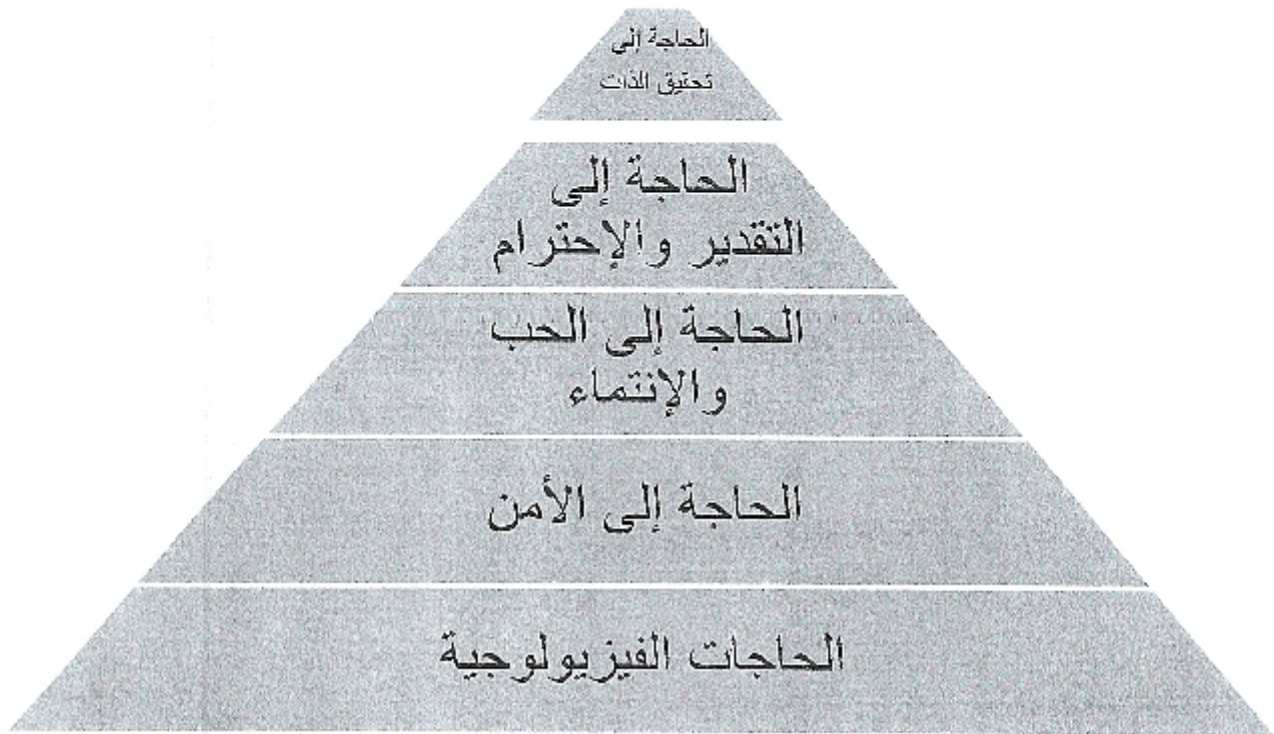 الحاجة إلى
تحقيق الذات
الحاجة إلى
التقدير والإحترام
الحاجة إلى الحب
والإنتماء
الحاجة إلى الأمن
الحاجات الفيزيولوجية